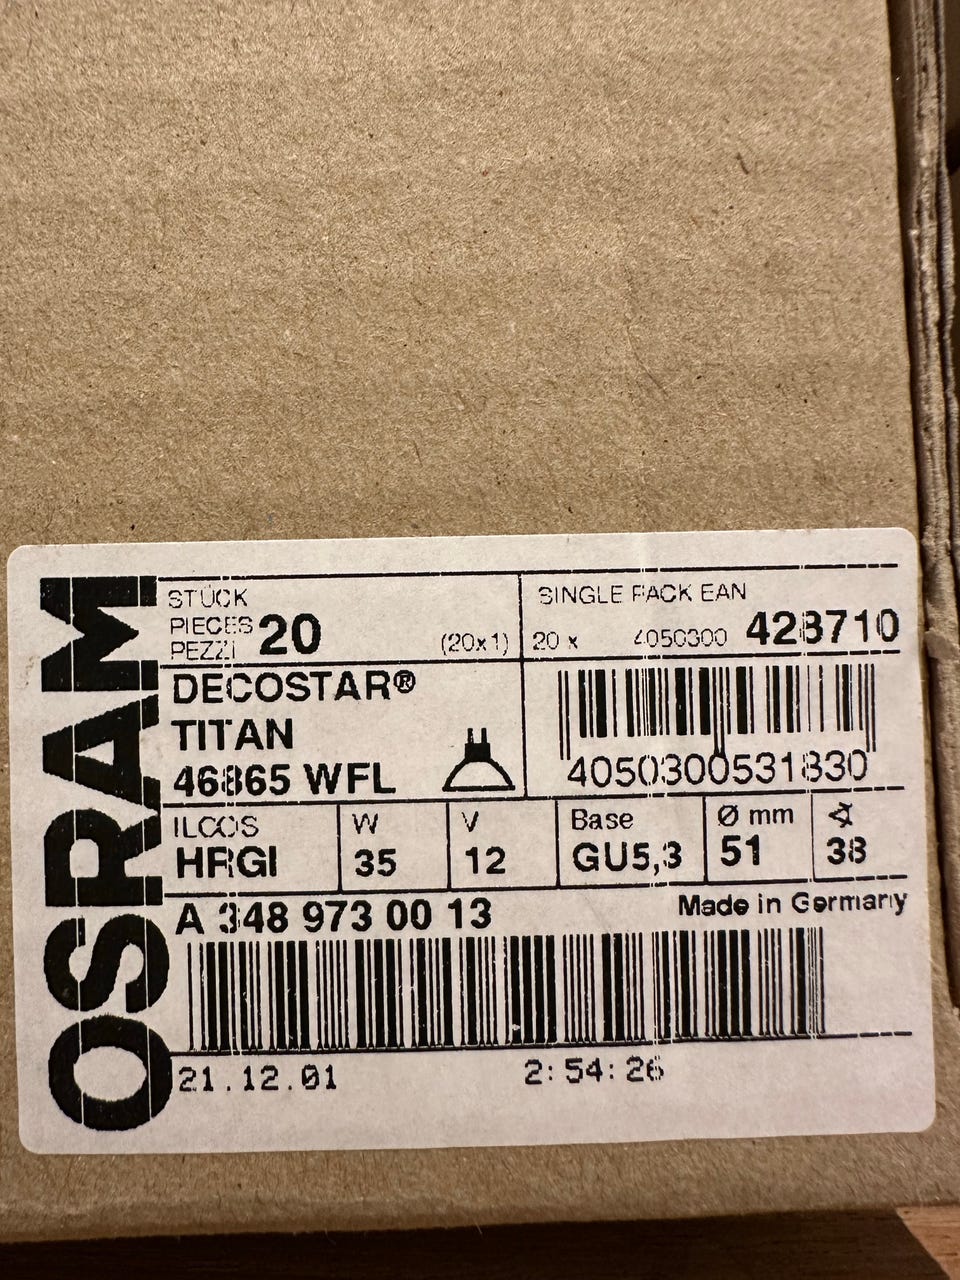 OSRAM
STÜCK
PIECES 20 (20x1)
PEZZI
SINGLE PACK EAN
20 x 4050300 428710
DECOSTAR®
TITAN
46865 WFL
4050300531830
ILCOS W V Base Ø mm ∢
HRGI 35 12 GU5,3 51 38
A 348 973 00 13 Made in Germany
21.12.01 2:54:26